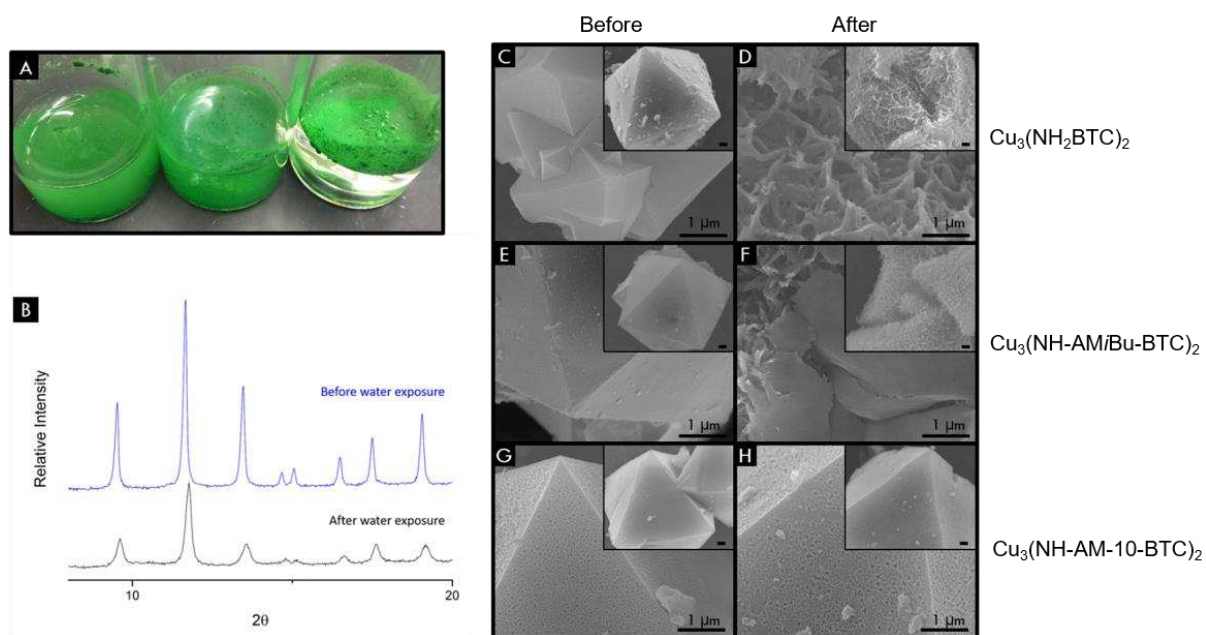 Before
After
A
C
1 μm
D
1 μm
Cu₃(NH₂BTC)₂
B
Relative Intensity
Before water exposure
After water exposure
10
20
2θ
E
1 μm
F
1 μm
Cu₃(NH-AMiBu-BTC)₂
G
1 μm
H
1 μm
Cu₃(NH-AM-10-BTC)₂